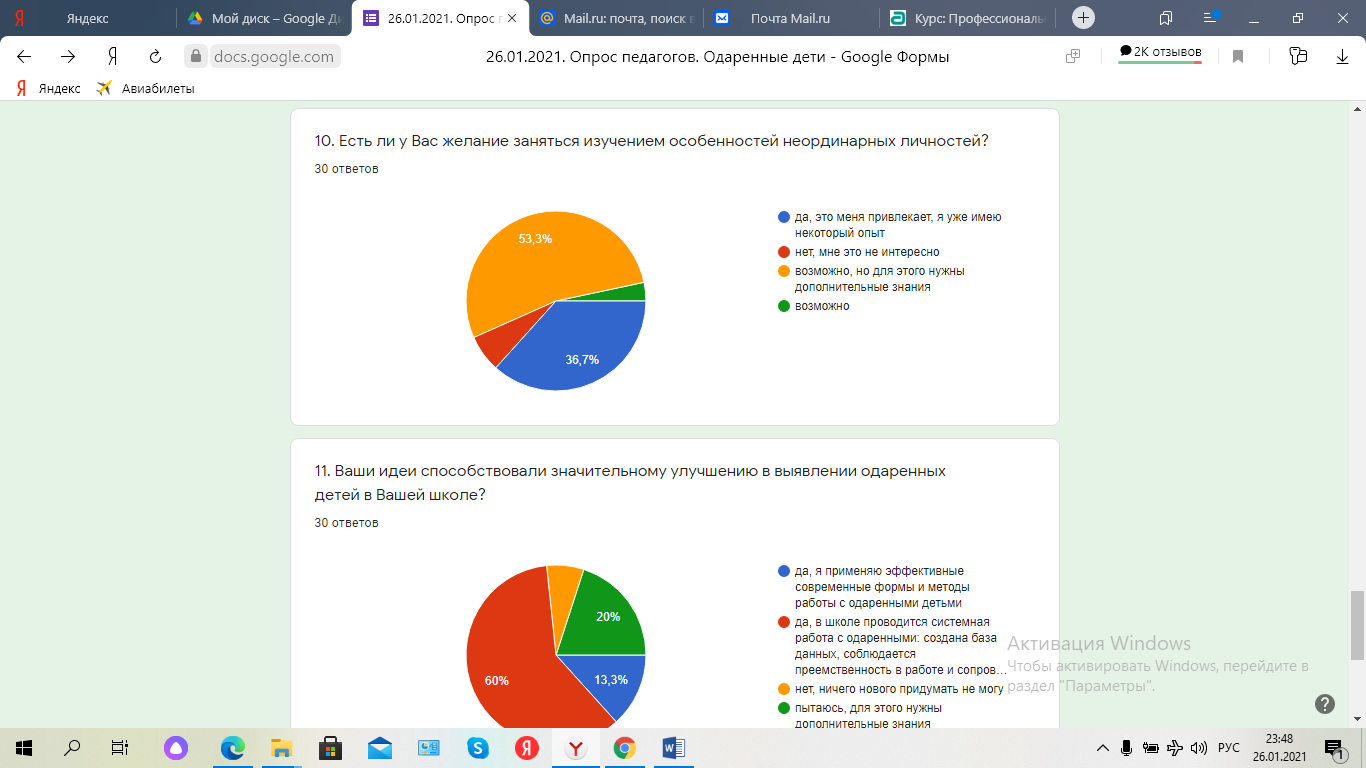 Яндекс
Мой диск – Google Ди
26.01.2021. Опрос п
Mail.ru: почта, поиск в
Почта Mail.ru
Курс: Профессиональ
docs.google.com
26.01.2021. Опрос педагогов. Одаренные дети - Google Формы
2K отзывов
Яндекс
Авиабилеты
10. Есть ли у Вас желание заняться изучением особенностей неординарных личностей?
30 ответов
53,3%
36,7%
да, это меня привлекает, я уже имею
некоторый опыт
нет, мне это не интересно
возможно, но для этого нужны
дополнительные знания
возможно
11. Ваши идеи способствовали значительному улучшению в выявлении одаренных
детей в Вашей школе?
30 ответов
20%
60%
13,3%
да, я применяю эффективные
современные формы и методы
работы с одаренными детьми
да, в школе проводится системная
работа с одаренными: создана база
данных, соблюдается
преемственность в работе и сопров…
нет, ничего нового придумать не могу
пытаюсь, для этого нужны
дополнительные знания
Активация Windows
Чтобы активировать Windows, перейдите в
раздел "Параметры".
РУС
23:48
26.01.2021
1